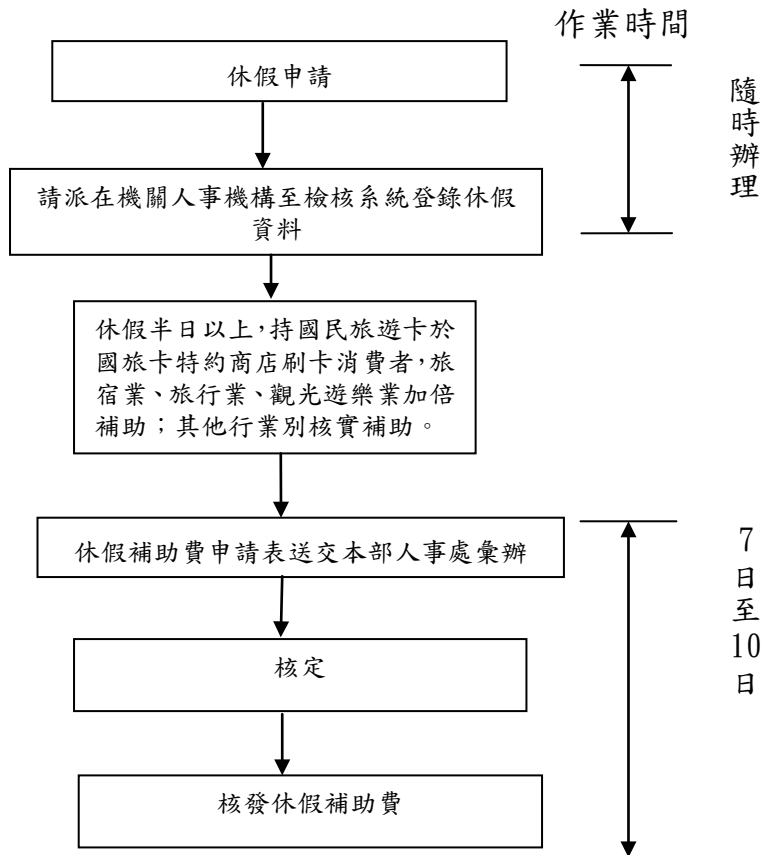 作業時間
休假申請
隨時辦理
請派在機關人事機構至檢核系統登錄休假
資料
休假半日以上，持國民旅遊卡於
國旅卡特約商店刷卡消費者，旅
宿業、旅行業、觀光遊樂業加倍
補助；其他行業別核實補助。
休假補助費申請表送交本部人事處彙辦
7日至10日
核定
核發休假補助費